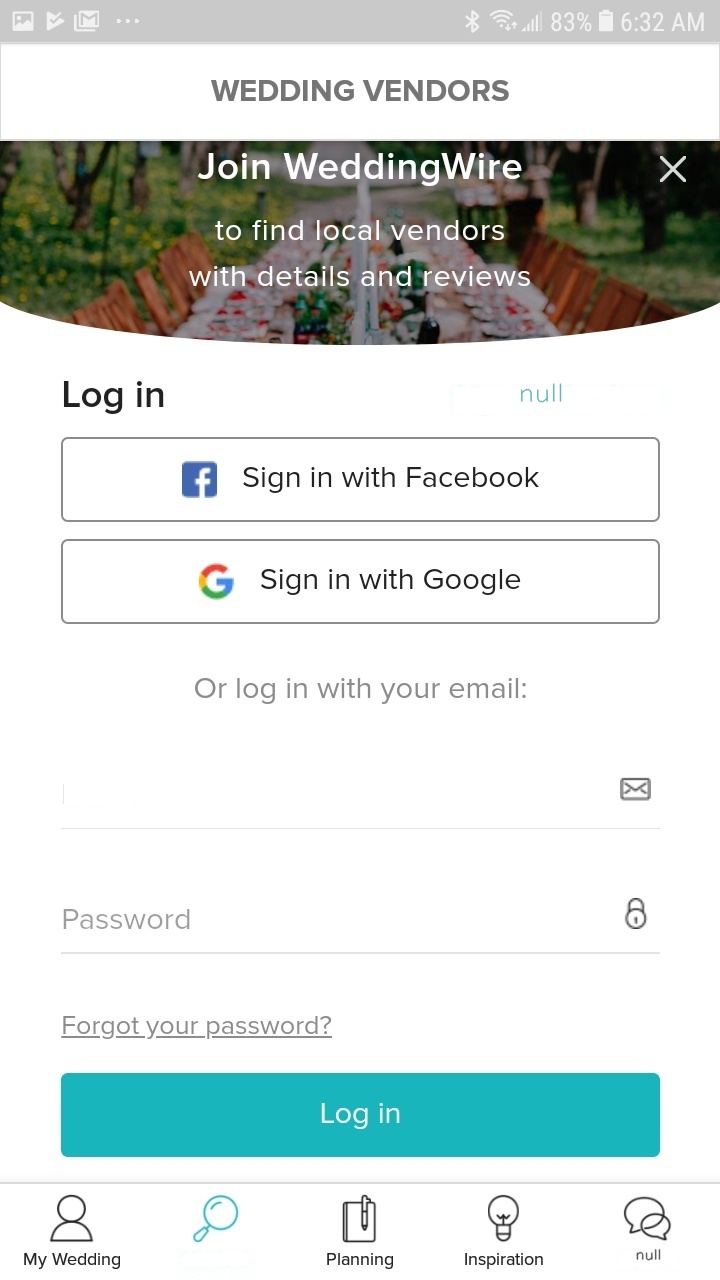 83% 6:32 AM
WEDDING VENDORS
Join WeddingWire
to find local vendors
with details and reviews
Log in null
Sign in with Facebook
Sign in with Google
Or log in with your email:
Password
Forgot your password?
Log in
My Wedding Planning Inspiration null